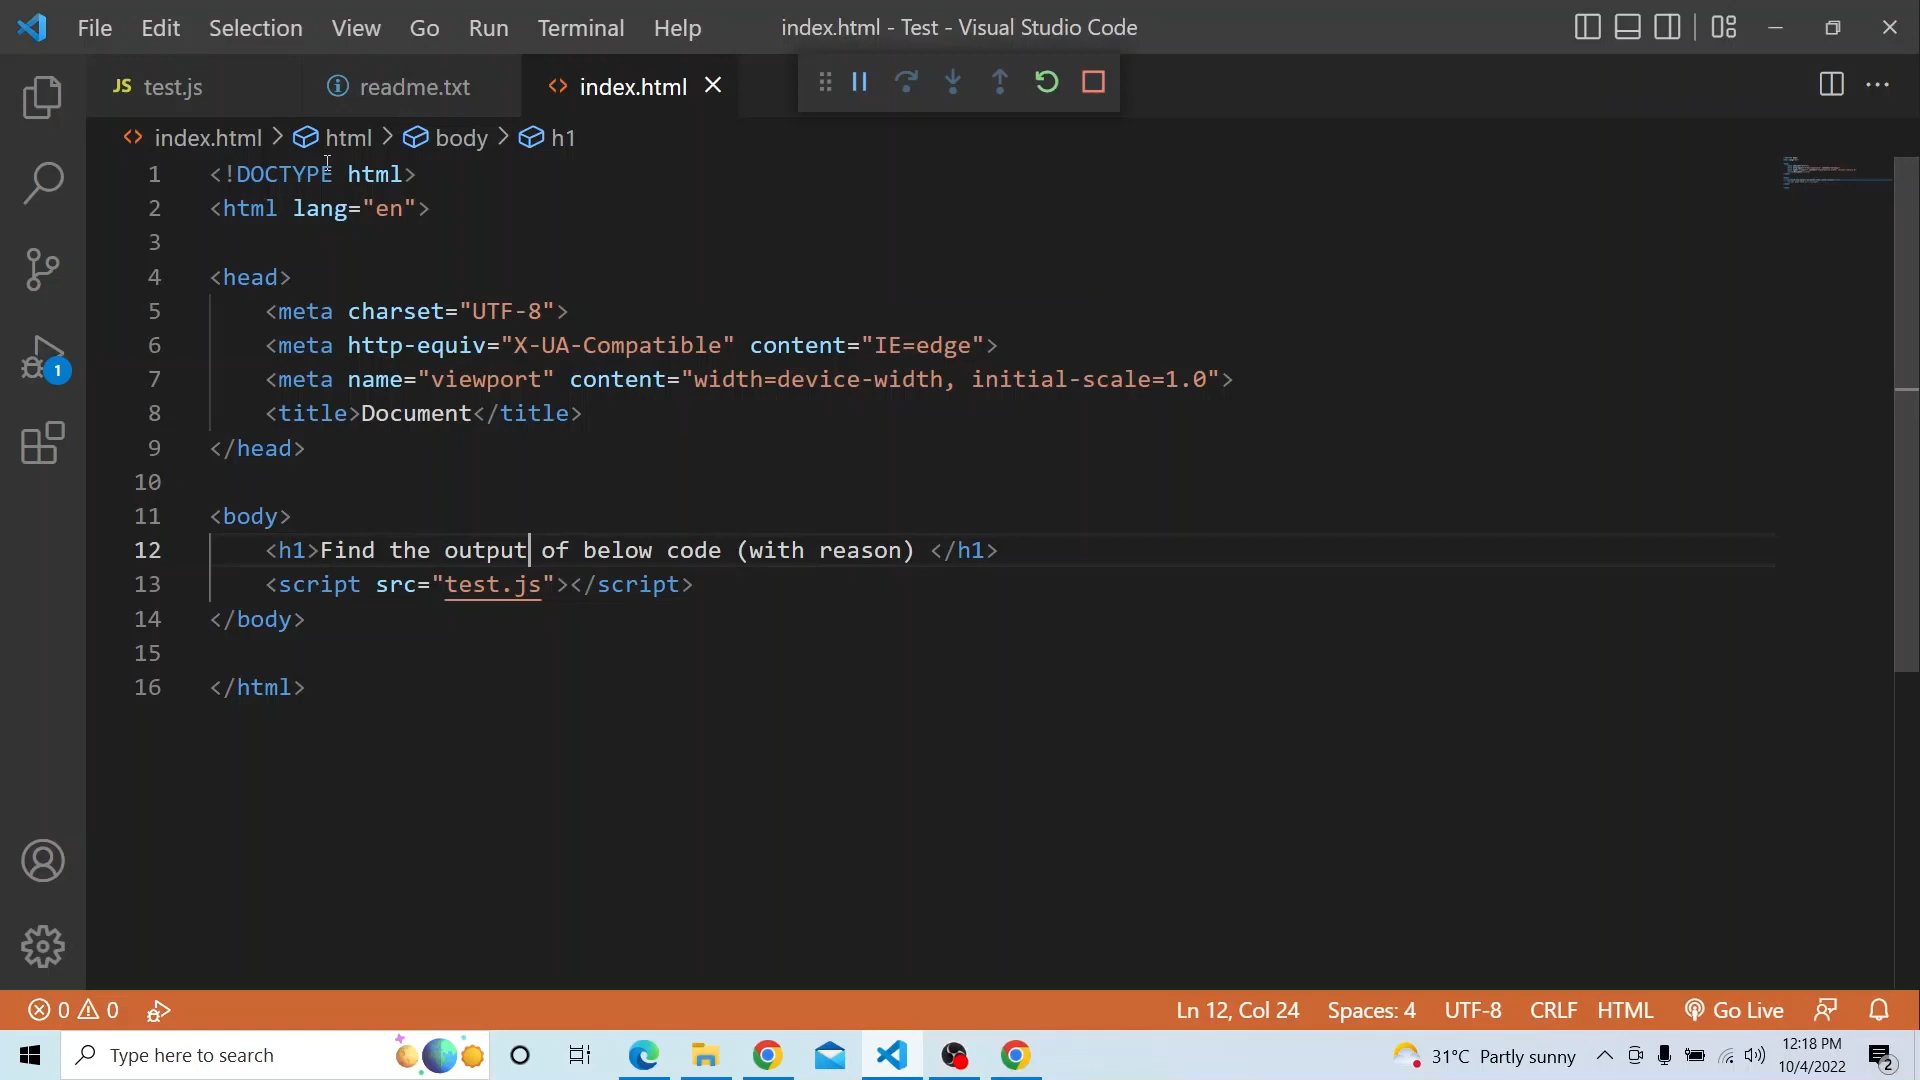 File Edit Selection View Go Run Terminal Help index.html - Test - Visual Studio Code
JS test.js readme.txt index.html
index.html > html > body > h1
1 <!DOCTYPE html>
2 <html lang="en">
3
4 <head>
5 <meta charset="UTF-8">
6 <meta http-equiv="X-UA-Compatible" content="IE=edge">
7 <meta name="viewport" content="width=device-width, initial-scale=1.0">
8 <title>Document</title>
9 </head>
10
11 <body>
12 <h1>Find the output of below code (with reason) </h1>
13 <script src="test.js"></script>
14 </body>
15
16 </html>
1
0 0 Ln 12, Col 24 Spaces: 4 UTF-8 CRLF HTML Go Live
Type here to search 31°C Partly sunny 12:18 PM
10/4/2022 2